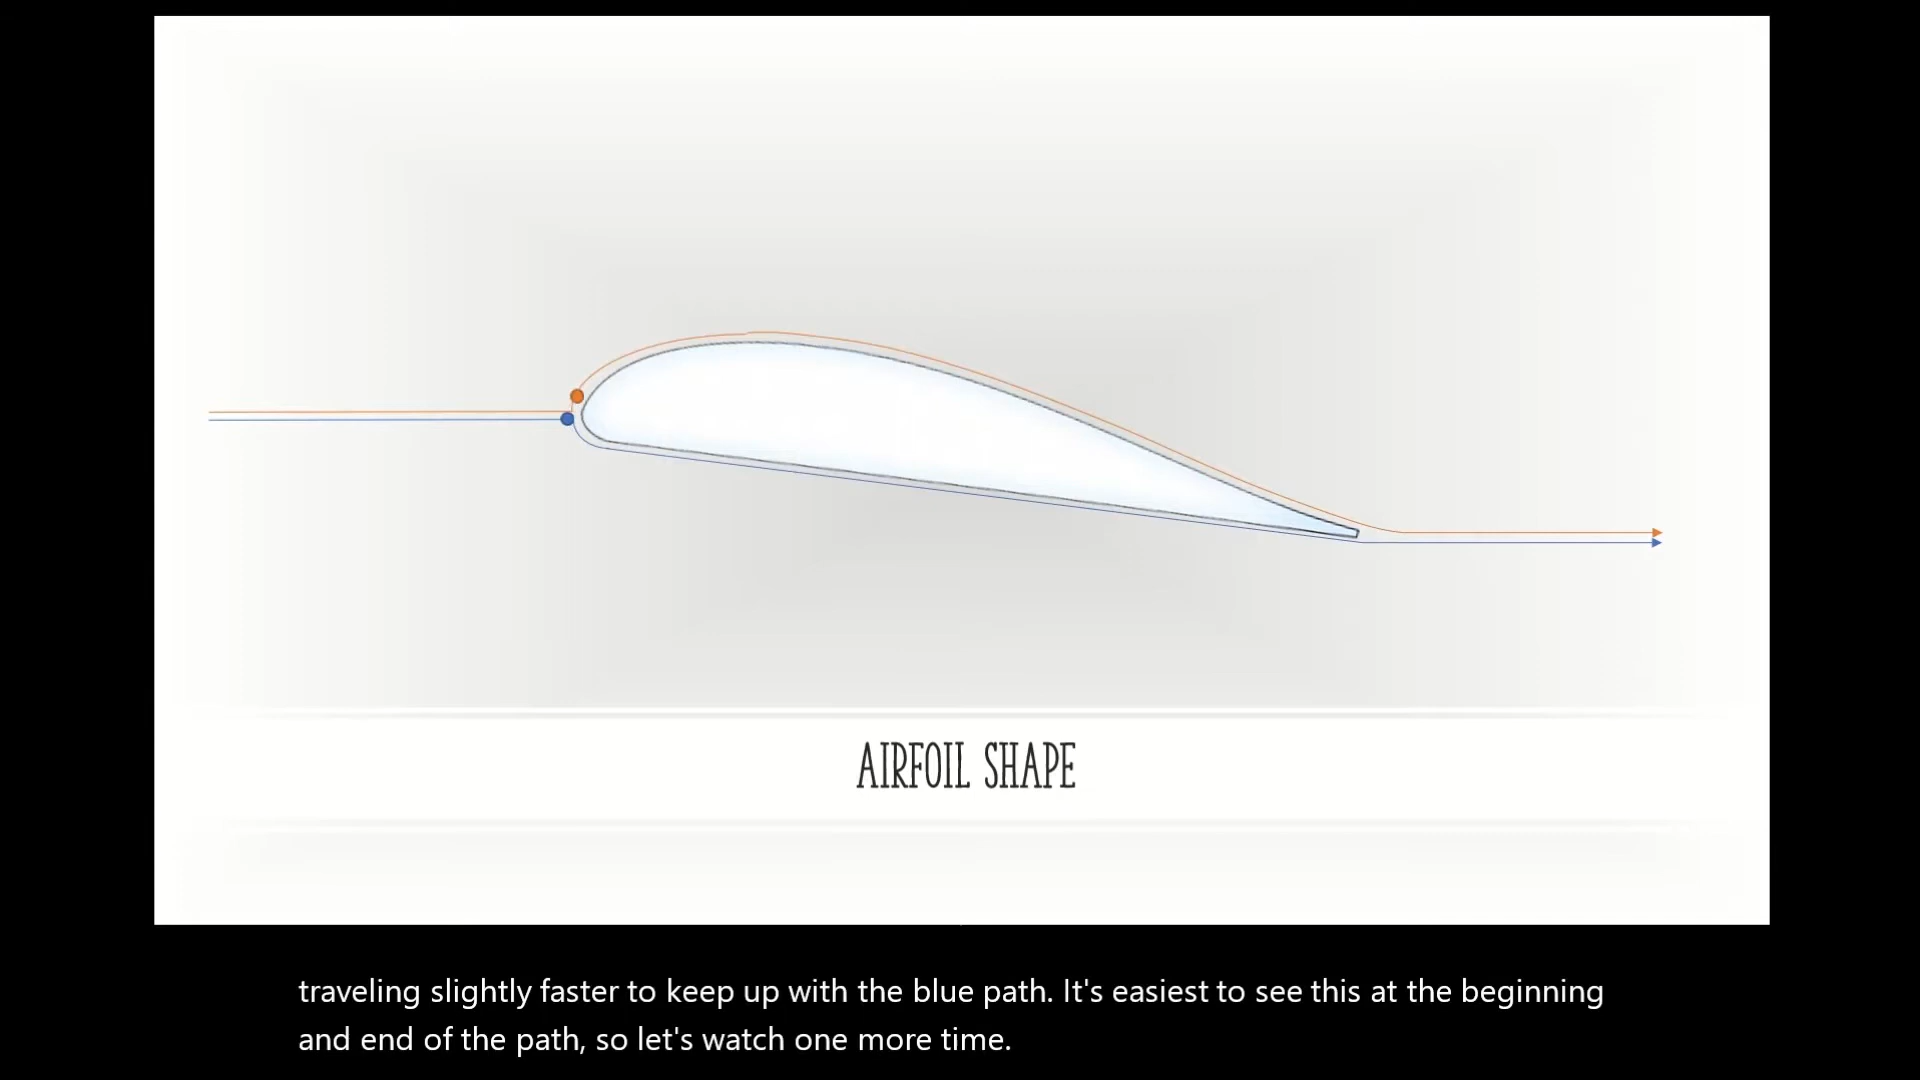 AIRFOIL SHAPE
traveling slightly faster to keep up with the blue path. It's easiest to see this at the beginning
and end of the path, so let's watch one more time.